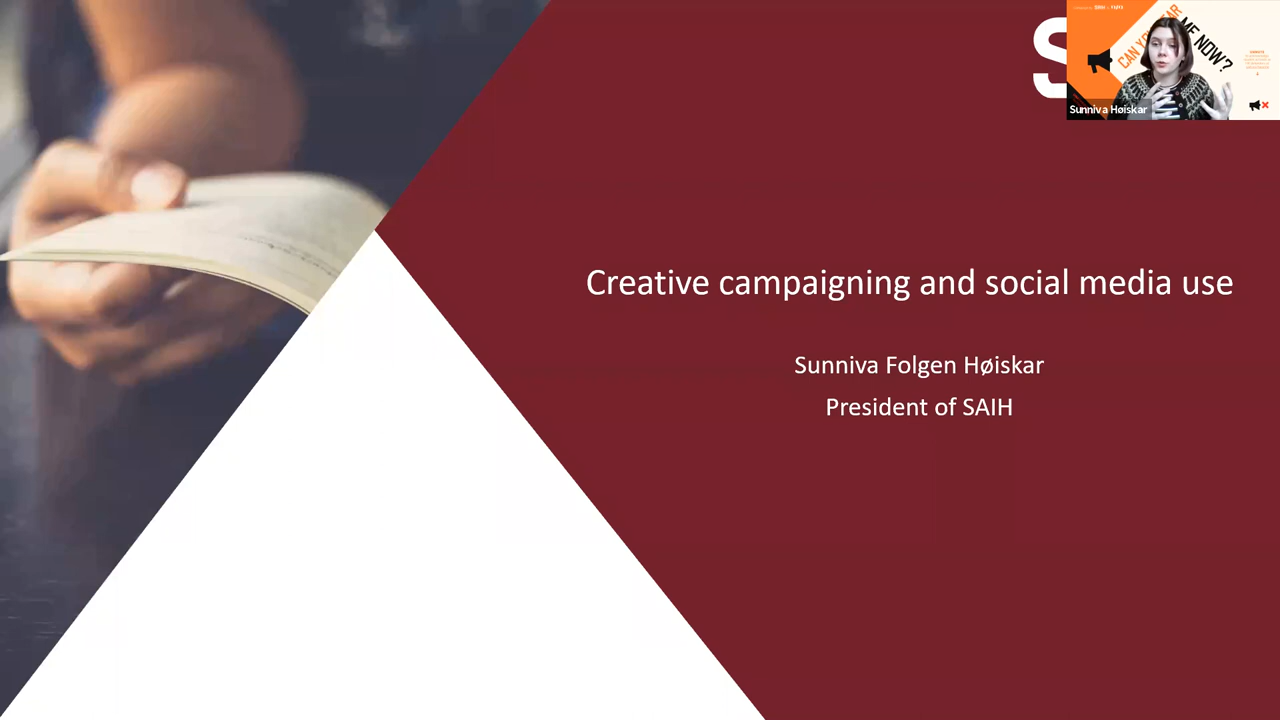 S
CAN YOU HEAR
ME NOW?
Sunniva Høiskar
Creative campaigning and social media use
Sunniva Folgen Høiskar
President of SAIH